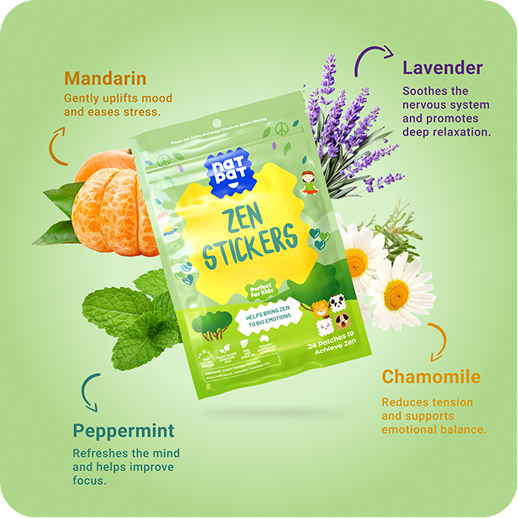 Mandarin
Gently uplifts mood
and eases stress.
Lavender
Soothes the
nervous system
and promotes
deep relaxation.
NAT
PAT
ZEN
STICKERS
Perfect
For Kids
HELPS BRING ZEN
TO BIG EMOTIONS
24 Patches to
Achieve Zen
Chamomile
Reduces tension
and supports
emotional balance.
Peppermint
Refreshes the mind
and helps improve
focus.